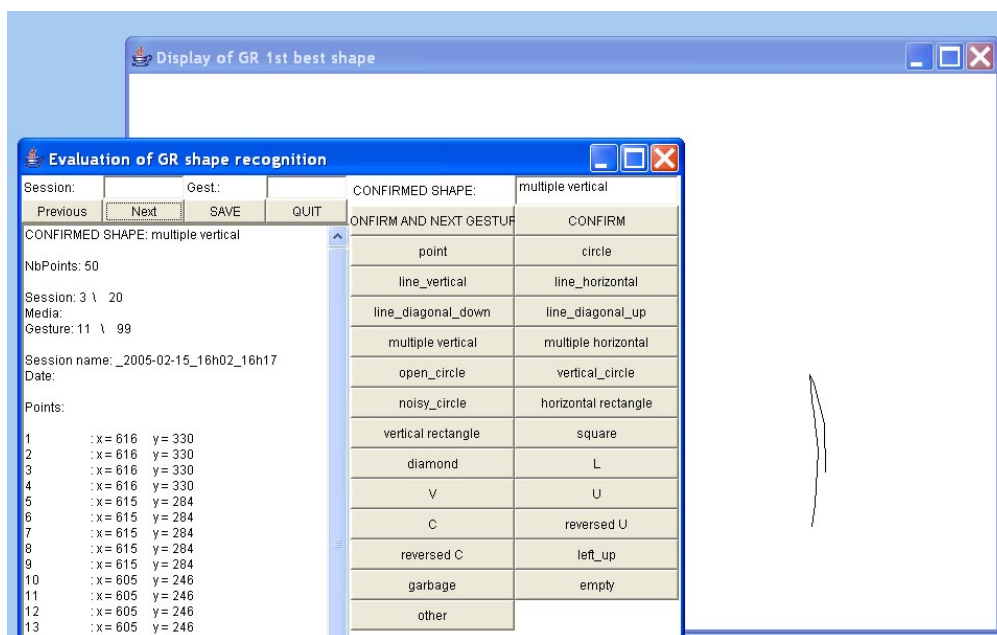 Display of GR 1st best shape
Evaluation of GR shape recognition
Session: Gest.:
Previous Next SAVE QUIT
CONFIRMED SHAPE: multiple vertical
NbPoints: 50
Session: 3 \ 20
Media:
Gesture: 11 \ 99
Session name: _2005-02-15_16h02_16h17
Date:
Points:
1 : x = 616 y = 330
2 : x = 616 y = 330
3 : x = 616 y = 330
4 : x = 616 y = 330
5 : x = 615 y = 284
6 : x = 615 y = 284
7 : x = 615 y = 284
8 : x = 615 y = 284
9 : x = 615 y = 284
10 : x = 605 y = 246
11 : x = 605 y = 246
12 : x = 605 y = 246
13 : x = 605 y = 246
CONFIRMED SHAPE: multiple vertical
ONFIRM AND NEXT GESTUR CONFIRM
point circle
line_vertical line_horizontal
line_diagonal_down line_diagonal_up
multiple vertical multiple horizontal
open_circle vertical_circle
noisy_circle horizontal rectangle
vertical rectangle square
diamond L
V U
C reversed U
reversed C left_up
garbage empty
other